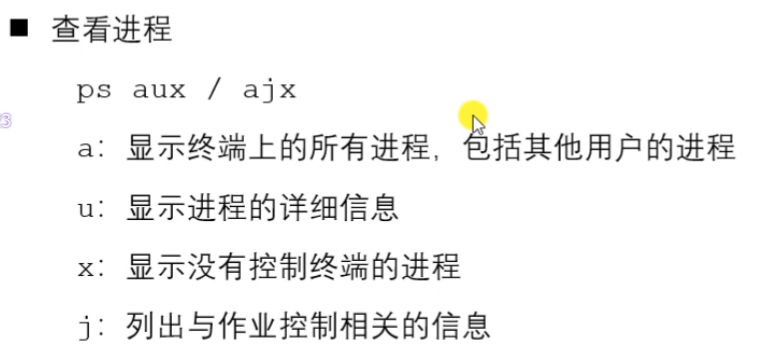 ■ 查看进程
ps aux / ajx
a：显示终端上的所有进程，包括其他用户的进程
u：显示进程的详细信息
x：显示没有控制终端的进程
j：列出与作业控制相关的信息